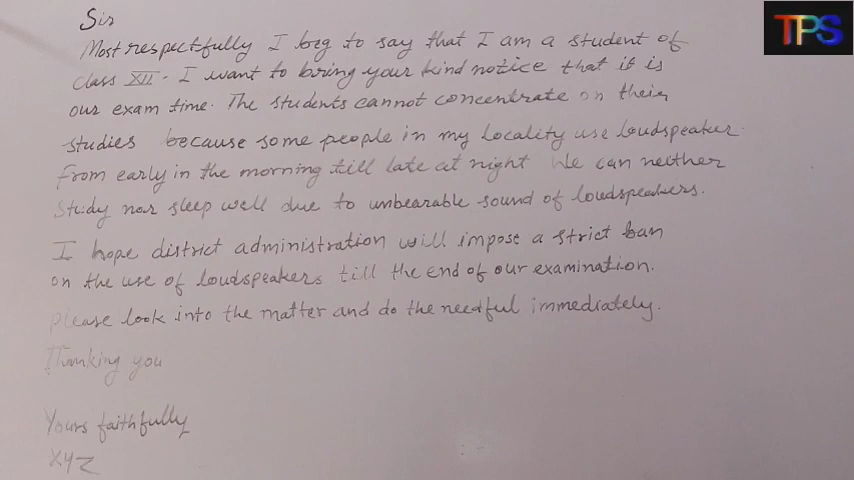 TPS
Sir
Most respectfully I beg to say that I am a student of
class XII. I want to bring your kind notice that it is
our exam time. The students cannot concentrate on their
studies because some people in my locality use loudspeaker
from early in the morning till late at night We can neither
study nor sleep well due to unbearable sound of loudspeakers.
I hope district administration will impose a strict ban
on the use of loudspeakers till the end of our examination.
please look into the matter and do the needful immediately.
Thanking you
Yours faithfully
XYZ